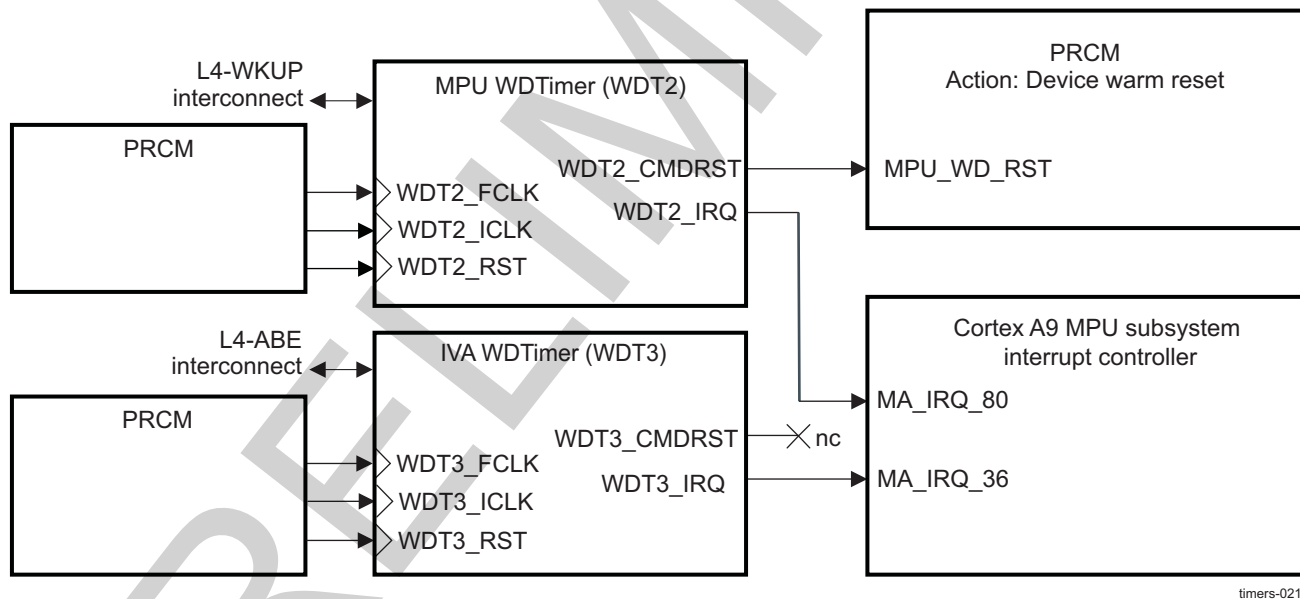 L4-WKUP
interconnect
PRCM
MPU WDTimer (WDT2)
WDT2_FCLK
WDT2_ICLK
WDT2_RST
WDT2_CMDRST
WDT2_IRQ
PRCM
Action: Device warm reset
MPU_WD_RST
L4-ABE
interconnect
PRCM
IVA WDTimer (WDT3)
WDT3_FCLK
WDT3_ICLK
WDT3_RST
WDT3_CMDRST
nc
WDT3_IRQ
Cortex A9 MPU subsystem
interrupt controller
MA_IRQ_80
MA_IRQ_36
timers-021